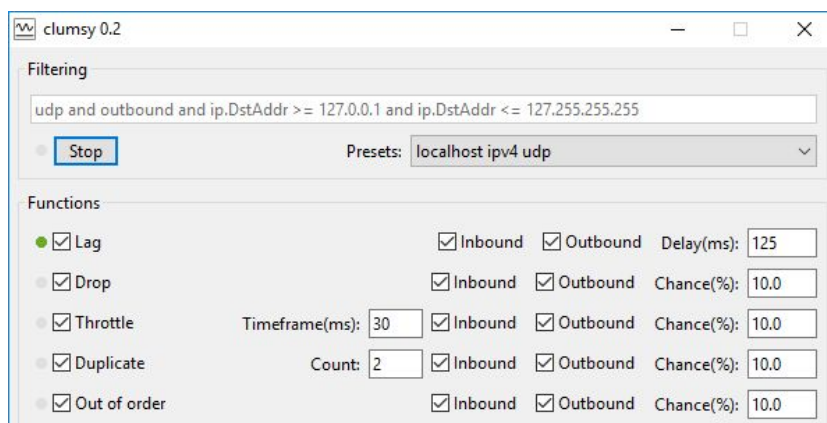 clumsy 0.2
Filtering
udp and outbound and ip.DstAddr >= 127.0.0.1 and ip.DstAddr <= 127.255.255.255
Stop Presets: localhost ipv4 udp
Functions
Lag Inbound Outbound Delay(ms): 125
Drop Inbound Outbound Chance(%): 10.0
Throttle Timeframe(ms): 30 Inbound Outbound Chance(%): 10.0
Duplicate Count: 2 Inbound Outbound Chance(%): 10.0
Out of order Inbound Outbound Chance(%): 10.0